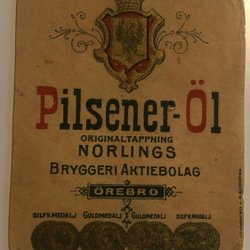 Pilsener-Öl
ORIGINALTAPPNING
NORLINGS
BRYGGERI AKTIEBOLAG
ÖREBRO
SILFV.MEDALJ GULDMEDALJ GULDMEDALJ SILFV.MEDALJ